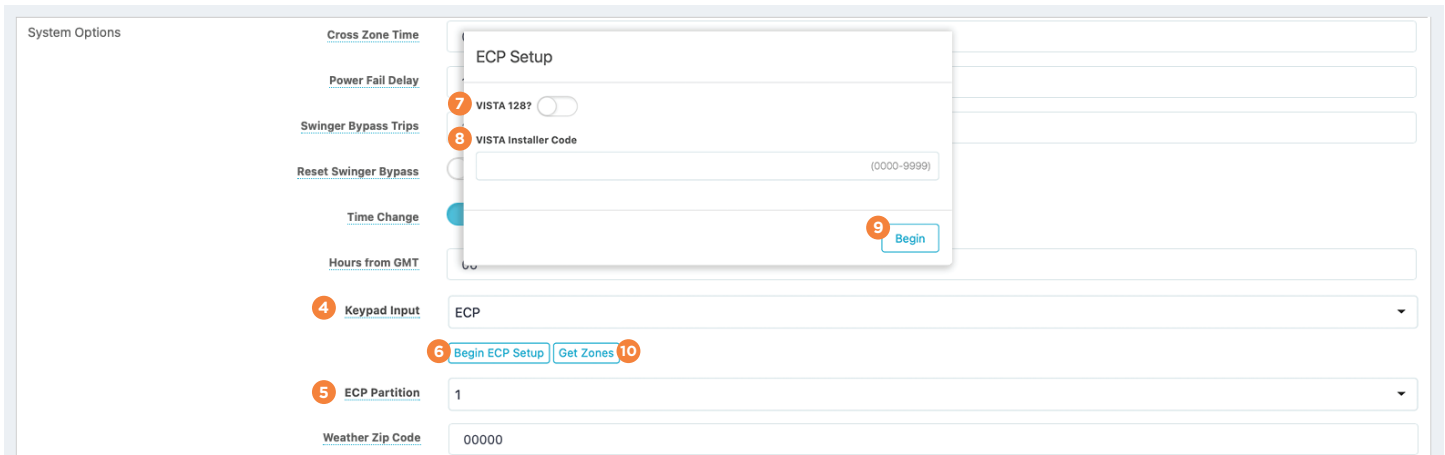 System Options
Cross Zone Time
ECP Setup
Power Fail Delay
7 VISTA 128?
Swinger Bypass Trips
8 VISTA Installer Code
(0000-9999)
Reset Swinger Bypass
Time Change
9 Begin
Hours from GMT
4 Keypad Input ECP
6 Begin ECP Setup Get Zones 10
5 ECP Partition 1
Weather Zip Code 00000